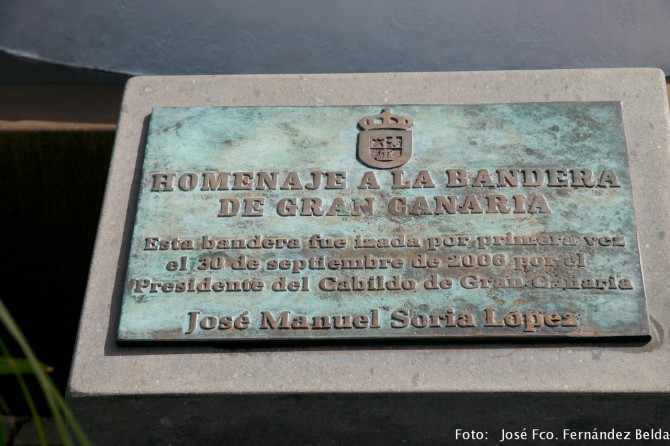 HOMENAJE A LA BANDERA
DE GRAN CANARIA
Esta bandera fue izada por primera vez
el 30 de septiembre de 2006 por el
Presidente del Cabildo de Gran Canaria
José Manuel Soria López
Foto: José Fco. Fernández Belda